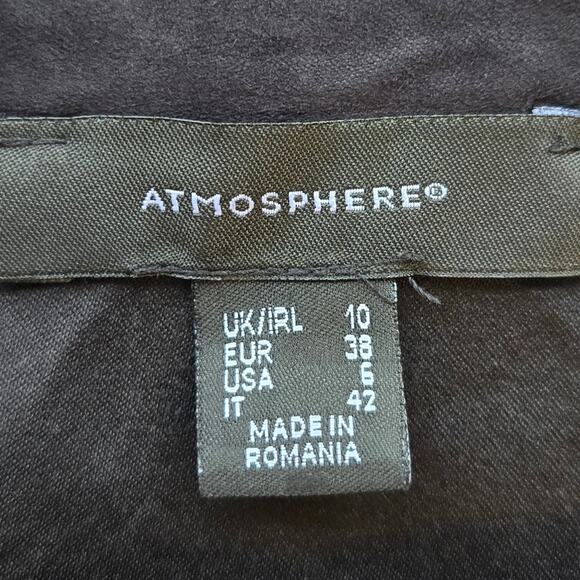 ATMOSPHERE®
UK/IRL 10
EUR 38
USA 6
IT 42
MADE IN
ROMANIA